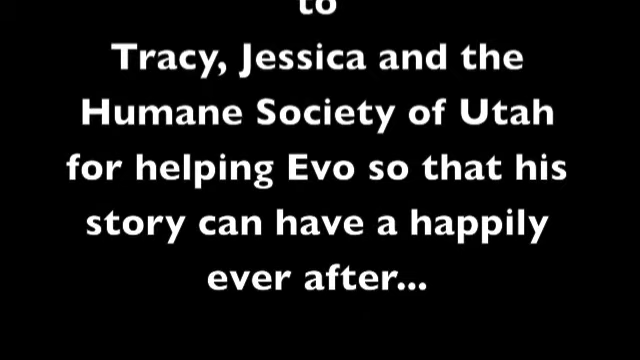 to
Tracy, Jessica and the
Humane Society of Utah
for helping Evo so that his
story can have a happily
ever after...